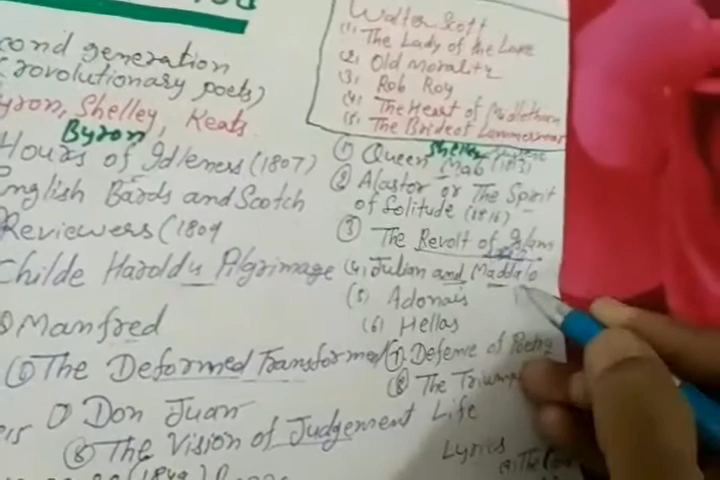 Walter Scott
(1) The Lady of the Lake
(2) Old morality
(3) Rob Roy
(4) The Heart of Midlothian
(5) The Bride of Lammermoor
cond generation
(rovolutionary poets)
yron, Shelley, Keats
Byron
Hours of Idleness (1807)
nglish Bards and Scotch
Reviewers (1809
Childe Harolds Pilgrimage
Manfred
The Deformed Transformed
Don Juan
(8) The Vision of Judgement
① Queen Mab (1813)
② Alastor or The Spirit
of Solitude (1816)
③ The Revolt of Islam
(4) Julian and Maddalo
(5) Adonais
(6) Hellas
(7) Defence of Poetry
(8) The Triump
Life
Lyrics